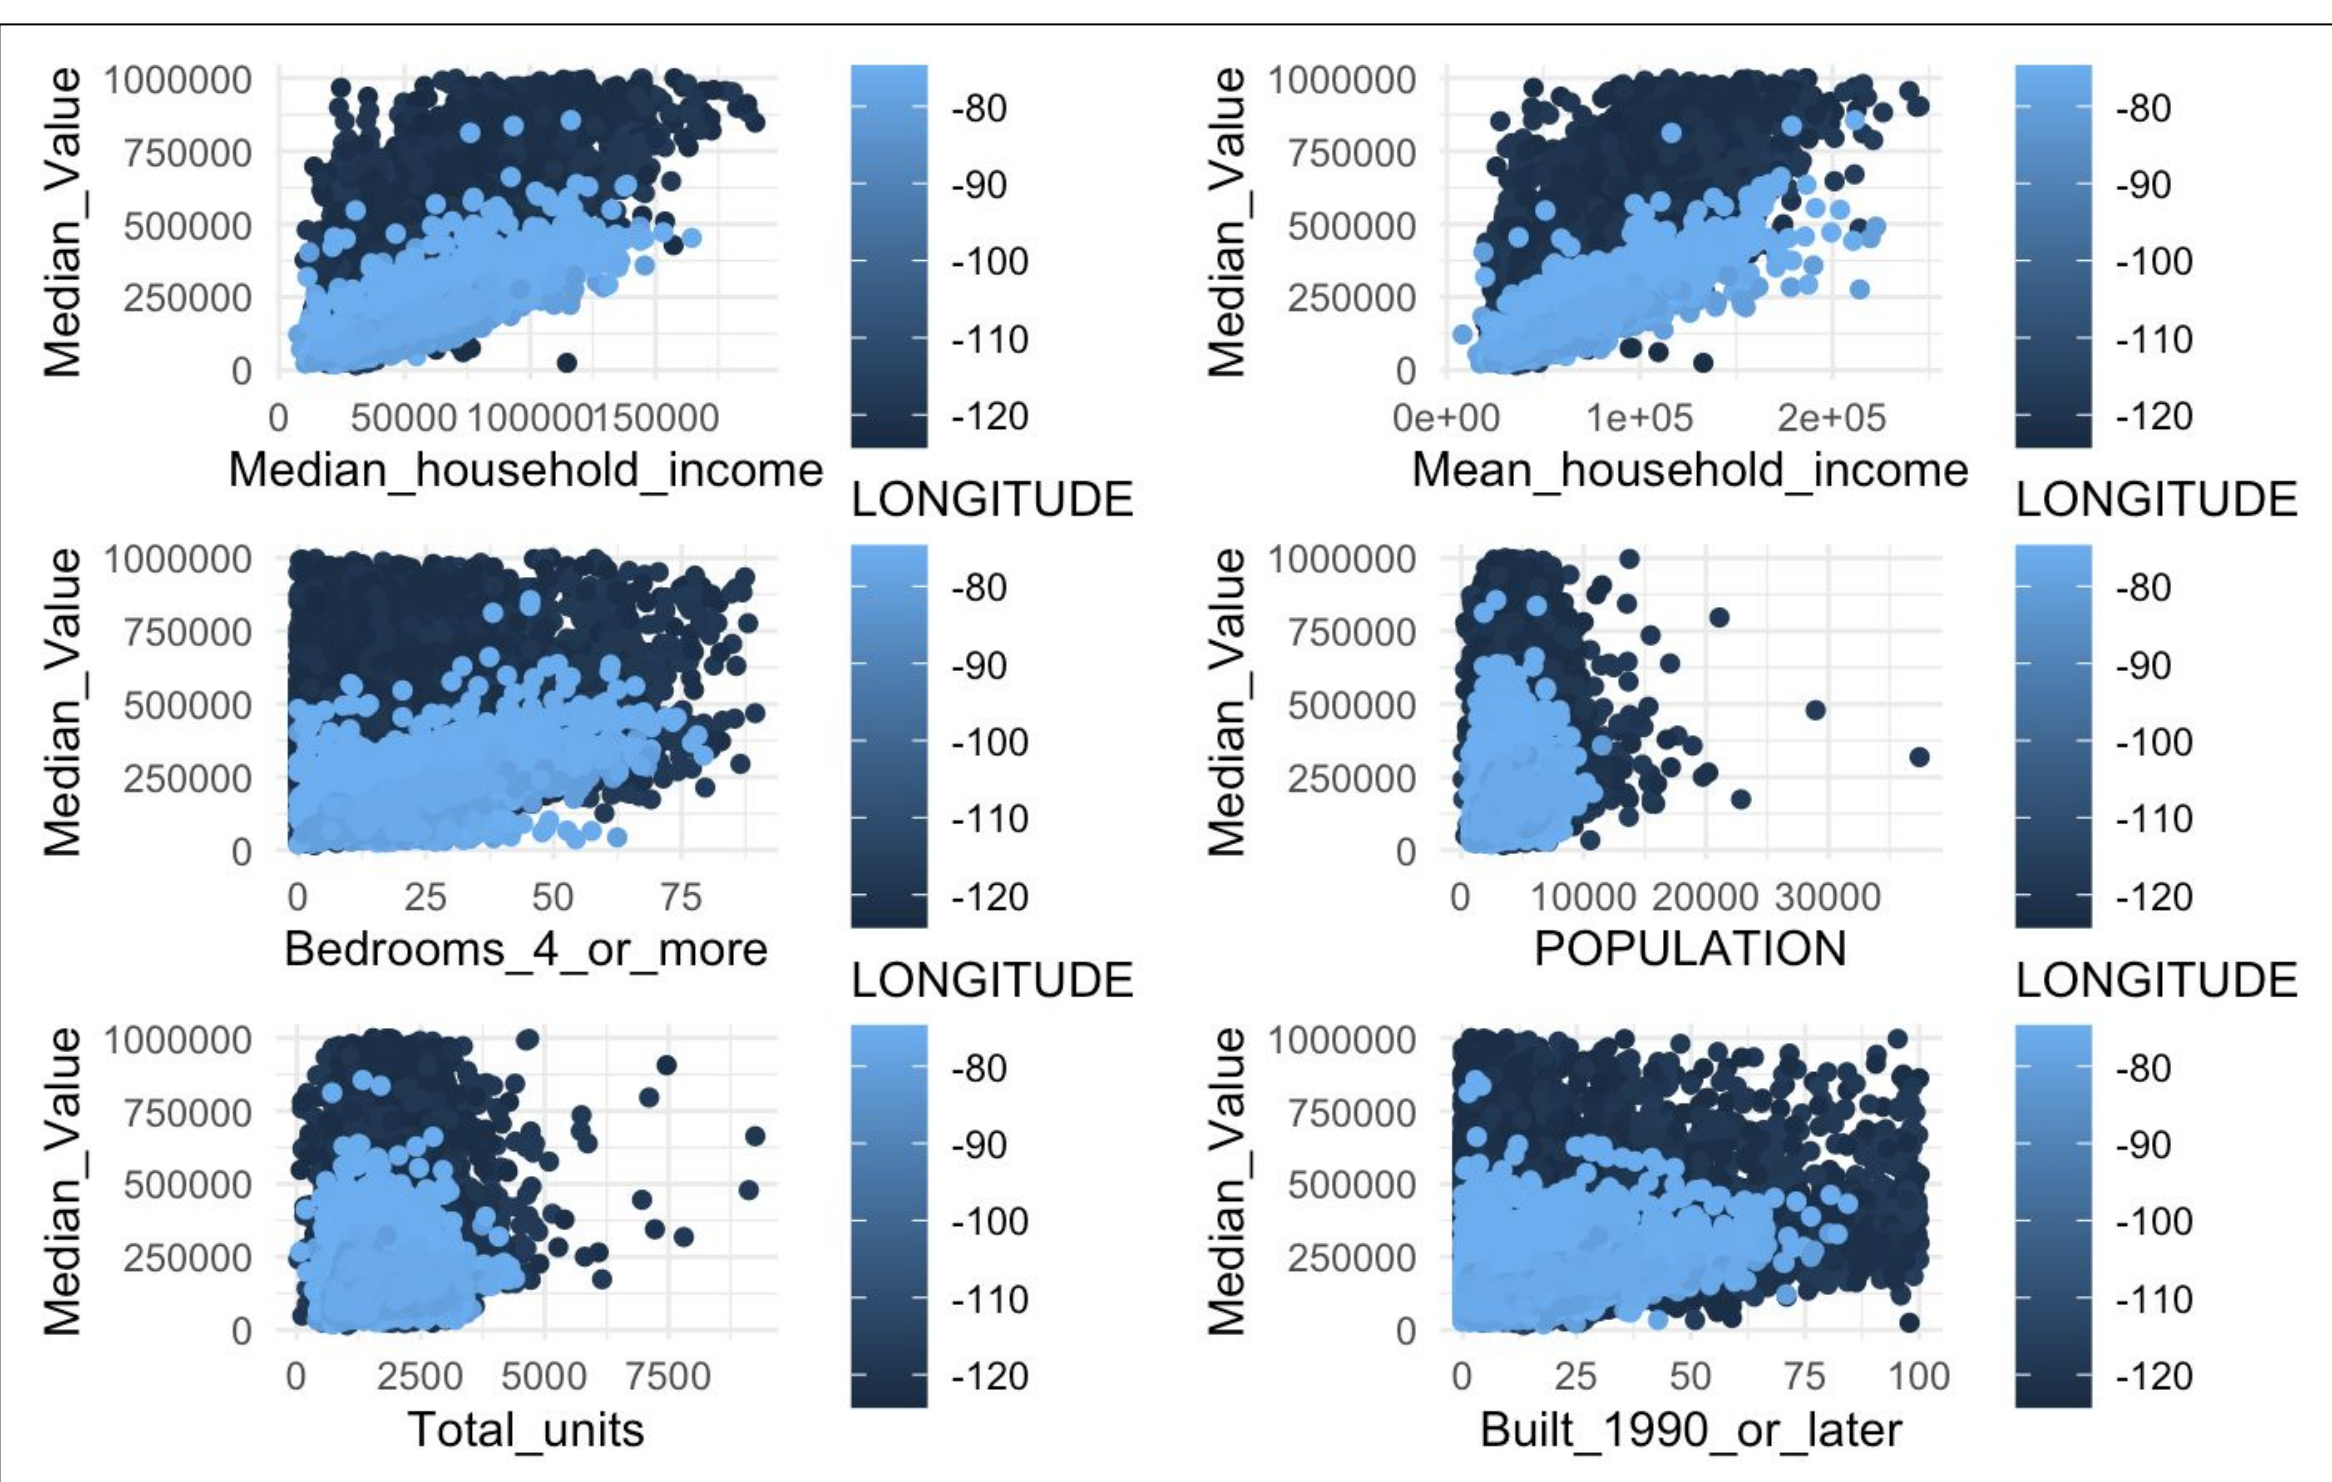 Median_Value
1000000
750000
500000
250000
0
0 50000 100000 150000
Median_household_income
-80
-90
-100
-110
-120
LONGITUDE
Median_Value
1000000
750000
500000
250000
0
0e+00 1e+05 2e+05
Mean_household_income
-80
-90
-100
-110
-120
LONGITUDE
Median_Value
1000000
750000
500000
250000
0
0 25 50 75
Bedrooms_4_or_more
-80
-90
-100
-110
-120
LONGITUDE
Median_Value
1000000
750000
500000
250000
0
0 10000 20000 30000
POPULATION
-80
-90
-100
-110
-120
LONGITUDE
Median_Value
1000000
750000
500000
250000
0
0 2500 5000 7500
Total_units
-80
-90
-100
-110
-120
Median_Value
1000000
750000
500000
250000
0
0 25 50 75 100
Built_1990_or_later
-80
-90
-100
-110
-120